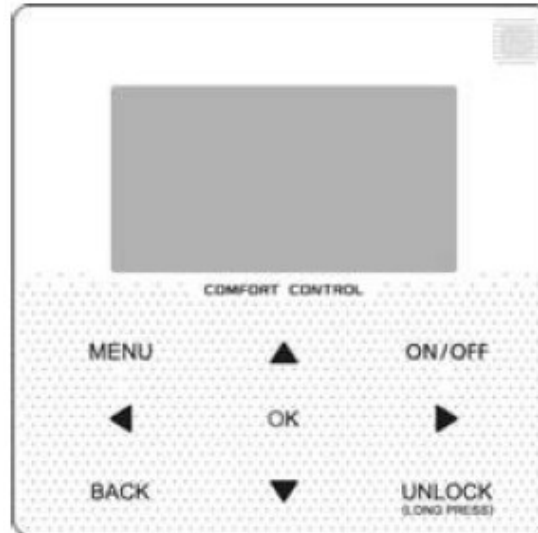 COMFORT CONTROL
MENU
ON/OFF
OK
BACK
UNLOCK
(LONG PRESS)